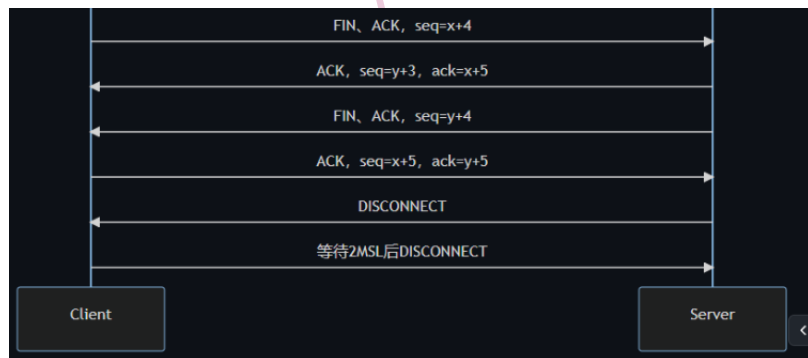 FIN、ACK，seq=x+4
ACK，seq=y+3，ack=x+5
FIN、ACK，seq=y+4
ACK，seq=x+5，ack=y+5
DISCONNECT
等待2MSL后DISCONNECT
Client
Server